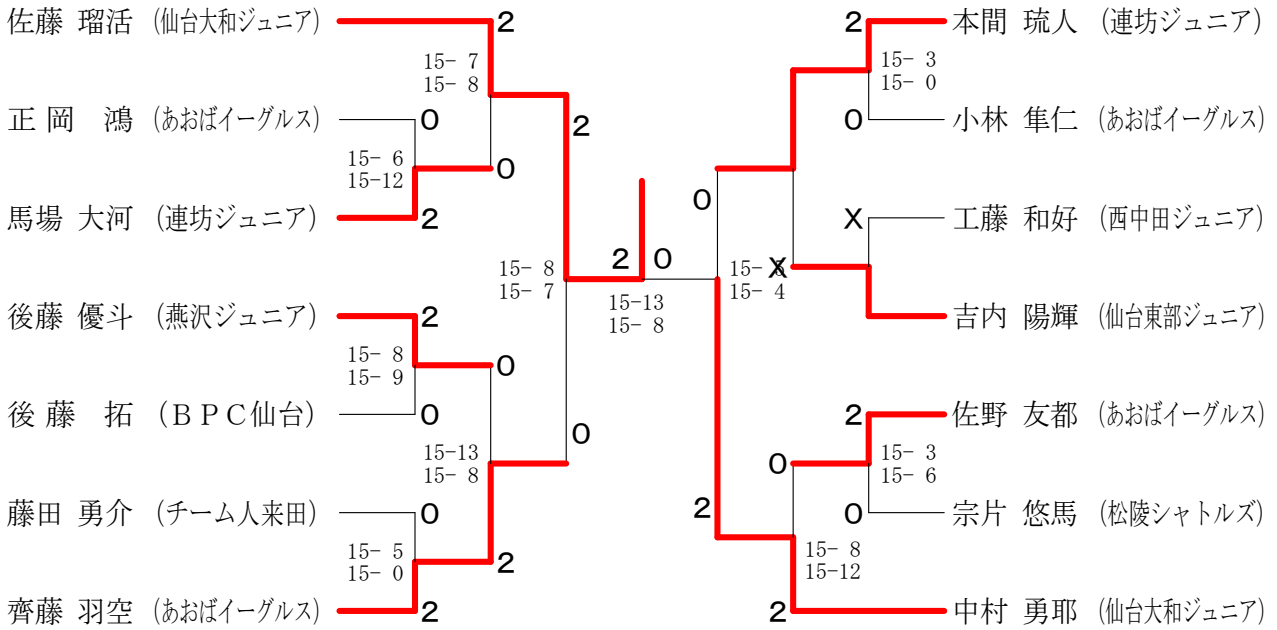 佐藤 瑠活 (仙台大和ジュニア)
2
15- 7
15- 8
正岡 鴻 (あおばイーグルス)
0
2
15- 6
15-12
0
馬場 大河 (連坊ジュニア)
2
15- 8
15- 7
2
0
15-13
15- 8
後藤 優斗 (燕沢ジュニア)
2
15- 8
15- 9
0
後藤 拓 (BPC仙台)
0
0
15-13
15- 8
藤田 勇介 (チーム人来田)
0
15- 5
15- 0
2
齊藤 羽空 (あおばイーグルス)
2
2
本間 琉人 (連坊ジュニア)
15- 3
15- 0
0
小林 隼仁 (あおばイーグルス)
0
X
工藤 和好 (西中田ジュニア)
X
15- 4
吉内 陽輝 (仙台東部ジュニア)
2
佐野 友都 (あおばイーグルス)
0
15- 3
15- 6
2
0
宗片 悠馬 (松陵シャトルズ)
15- 8
15-12
2
中村 勇耶 (仙台大和ジュニア)